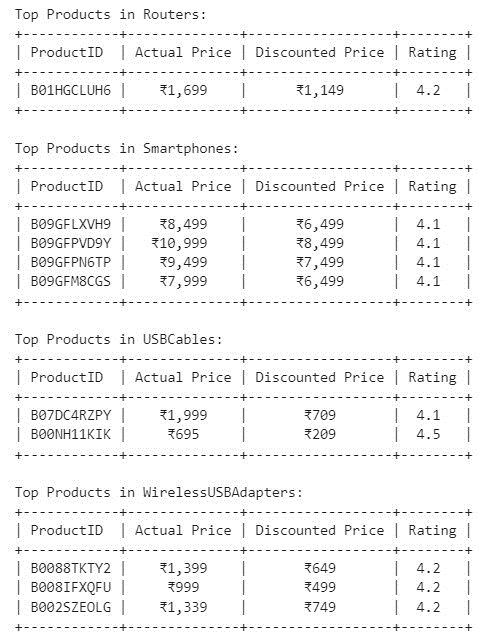 Top Products in Routers:
+------------+--------------+------------------+--------+
| ProductID | Actual Price | Discounted Price | Rating |
+------------+--------------+------------------+--------+
| B01HGCLUH6 | ₹1,699 | ₹1,149 | 4.2 |
+------------+--------------+------------------+--------+
Top Products in Smartphones:
+------------+--------------+------------------+--------+
| ProductID | Actual Price | Discounted Price | Rating |
+------------+--------------+------------------+--------+
| B09GFLXVH9 | ₹8,499 | ₹6,499 | 4.1 |
| B09GFPVD9Y | ₹10,999 | ₹8,499 | 4.1 |
| B09GFPN6TP | ₹9,499 | ₹7,499 | 4.1 |
| B09GFM8CGS | ₹7,999 | ₹6,499 | 4.1 |
+------------+--------------+------------------+--------+
Top Products in USBCables:
+------------+--------------+------------------+--------+
| ProductID | Actual Price | Discounted Price | Rating |
+------------+--------------+------------------+--------+
| B07DC4RZPY | ₹1,999 | ₹709 | 4.1 |
| B00NH11KIK | ₹695 | ₹209 | 4.5 |
+------------+--------------+------------------+--------+
Top Products in WirelessUSBAdapters:
+------------+--------------+------------------+--------+
| ProductID | Actual Price | Discounted Price | Rating |
+------------+--------------+------------------+--------+
| B0088TKTY2 | ₹1,399 | ₹649 | 4.2 |
| B008IFXQFU | ₹999 | ₹499 | 4.2 |
| B002SZEOLG | ₹1,339 | ₹749 | 4.2 |
+------------+--------------+------------------+--------+